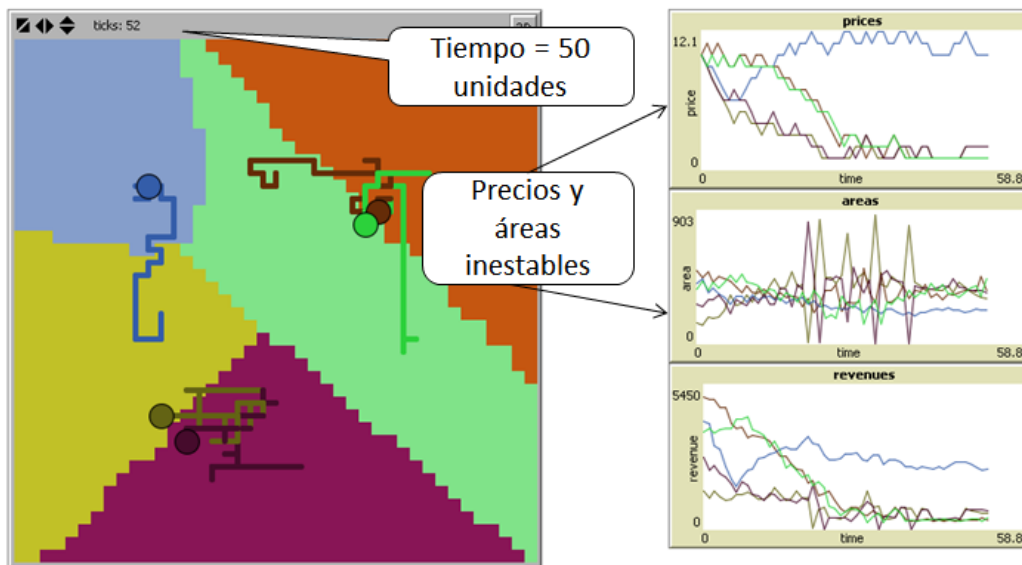 ticks: 52
Tiempo = 50
unidades
Precios y
áreas
inestables
prices
12.1
price
0
0
time
58.8
areas
903
area
0
0
time
58.8
revenues
5450
revenue
0
0
time
58.8